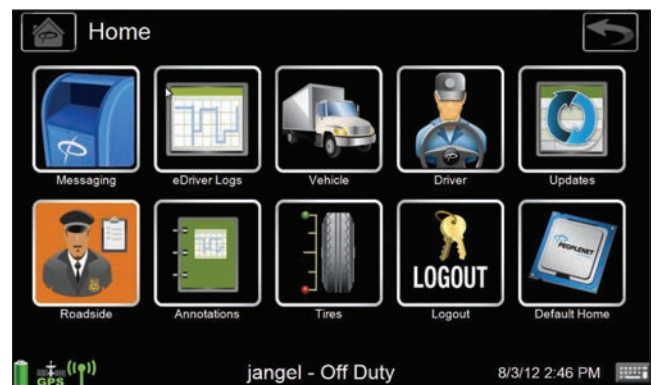 Home
Messaging
eDriver Logs
Vehicle
Driver
Updates
Roadside
Annotations
Tires
LOGOUT
Logout
PEOPLENET
Default Home
GPS
jangel - Off Duty
8/3/12 2:46 PM